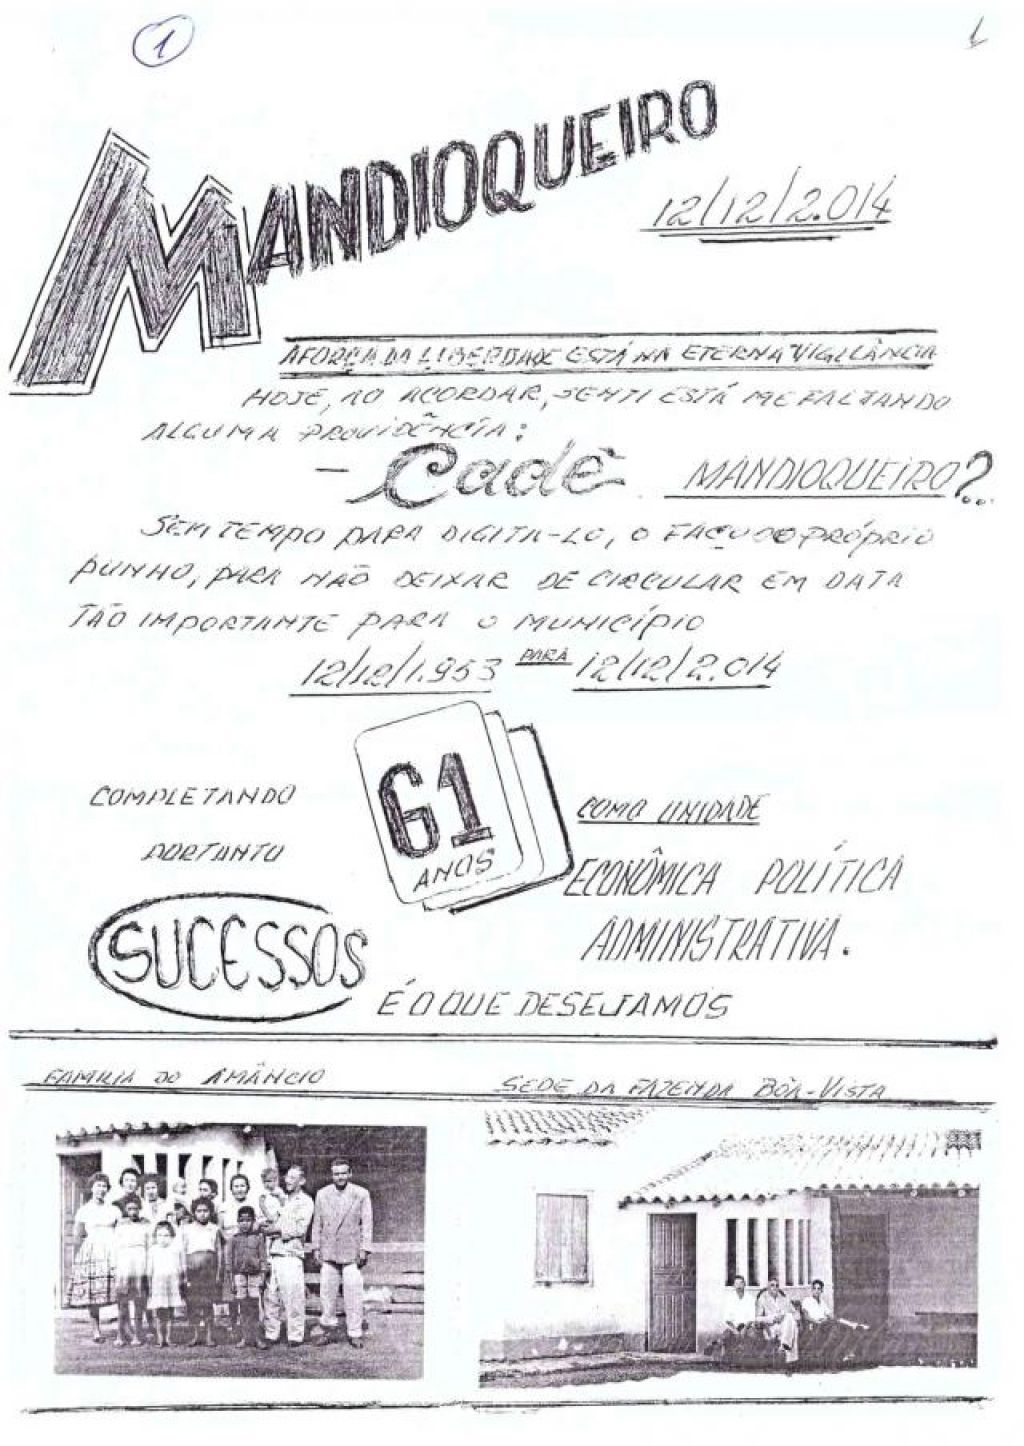 1
MANDIOQUEIRO
12/12/2.014
A FORÇA DA LIBERDADE ESTÁ NA ETERNA VIGILÂNCIA
HOJE, AO ACORDAR, SENTI ESTÁ ME FALTANDO
ALGUMA PROVIDÊNCIA:
- Cadê MANDIOQUEIRO?..
SEM TEMPO PARA DIGITA-LO, O FAÇO DO PRÓPRIO
PUNHO, PARA NÃO DEIXAR DE CIRCULAR EM DATA
TÃO IMPORTANTE PARA O MUNICÍPIO
12/12/1.953 PARA 12/12/2.014
COMPLETANDO
PORTANTO
61
ANOS
COMO UNIDADE
ECONÔMICA POLÍTICA
ADMINISTRATIVA.
SUCESSOS
É O QUE DESEJAMOS
FAMILIA DO AMÂNCIO
SEDE DA FAZENDA BÔA-VISTA